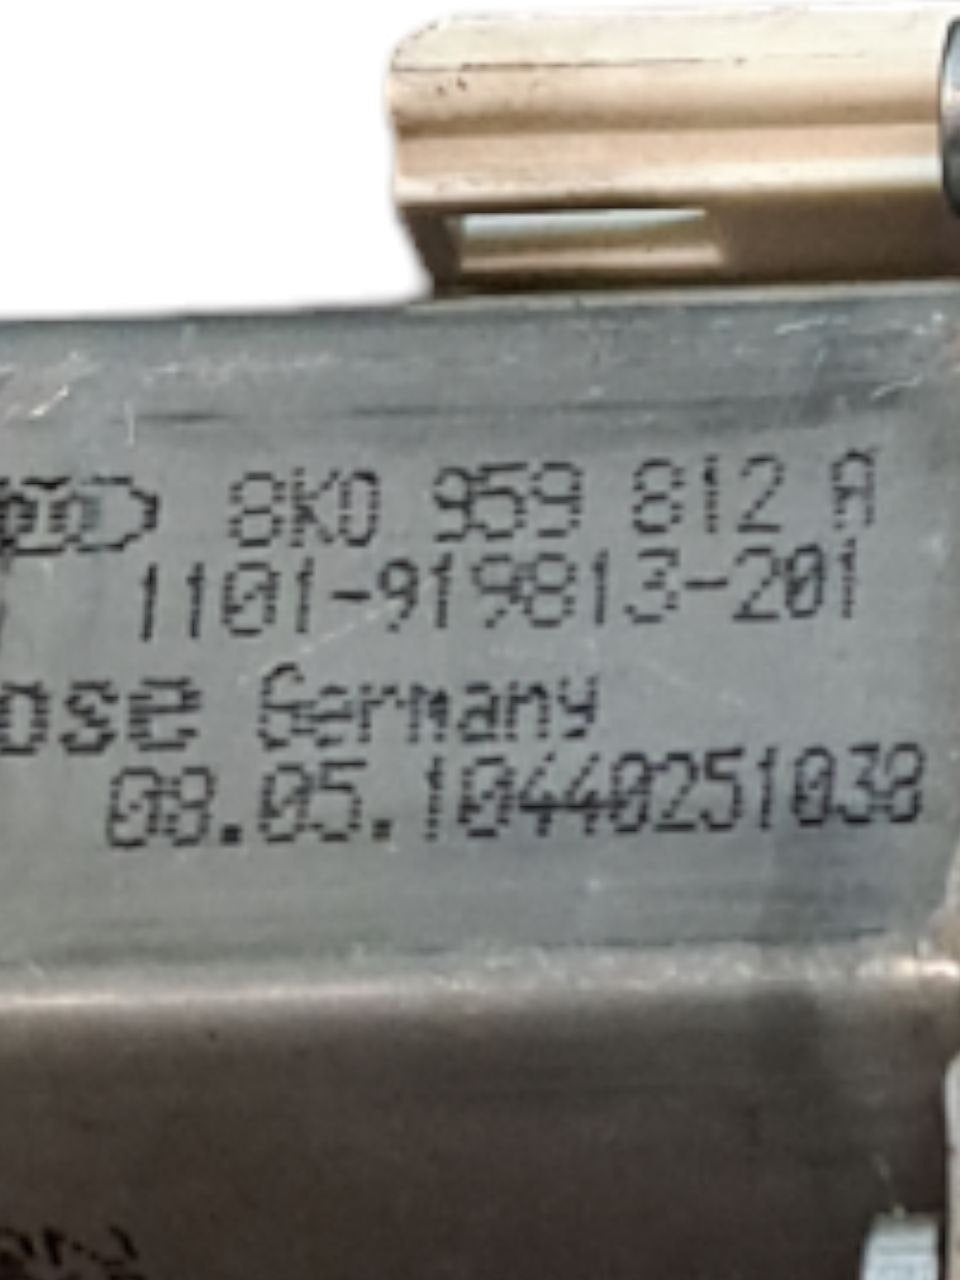 8K0 959 812 A
1101-919813-201
Germany
08.05.10440251038